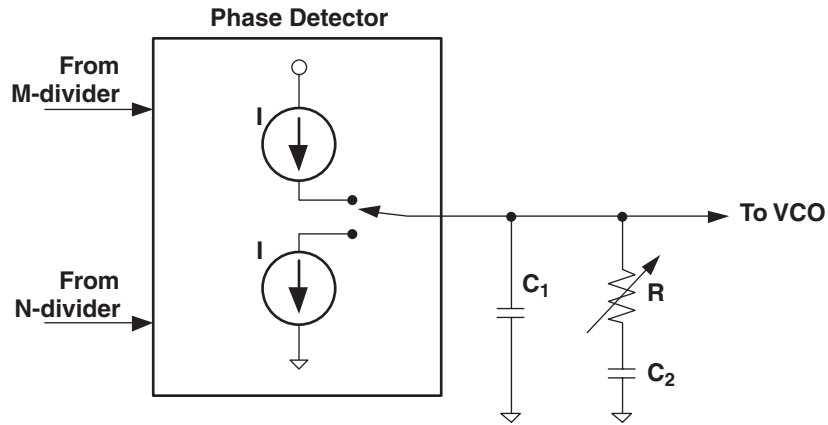 Phase Detector
From
M-divider
I
To VCO
I
C1
R
From
N-divider
C2